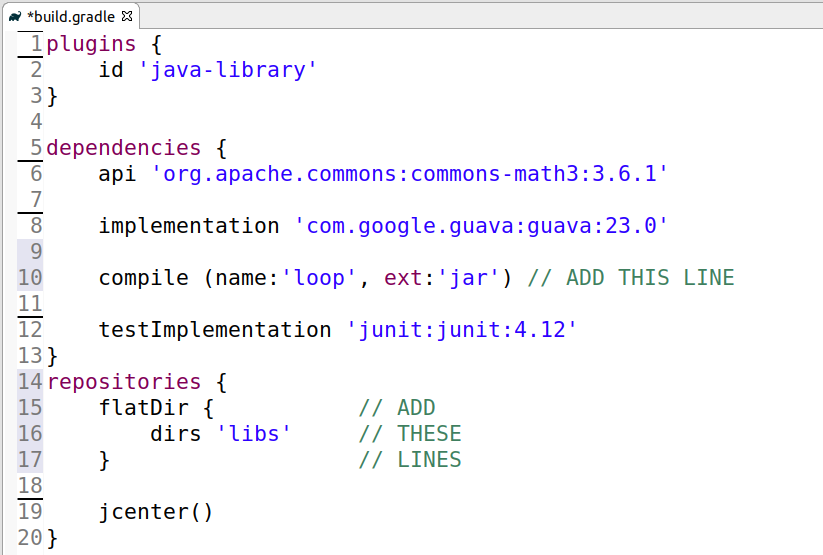 *build.gradle
1 plugins {
2     id 'java-library'
3 }
4
5 dependencies {
6     api 'org.apache.commons:commons-math3:3.6.1'
7
8     implementation 'com.google.guava:guava:23.0'
9
10     compile (name:'loop', ext:'jar') // ADD THIS LINE
11
12     testImplementation 'junit:junit:4.12'
13 }
14 repositories {
15     flatDir {           // ADD
16         dirs 'libs'     // THESE
17     }                   // LINES
18
19     jcenter()
20 }